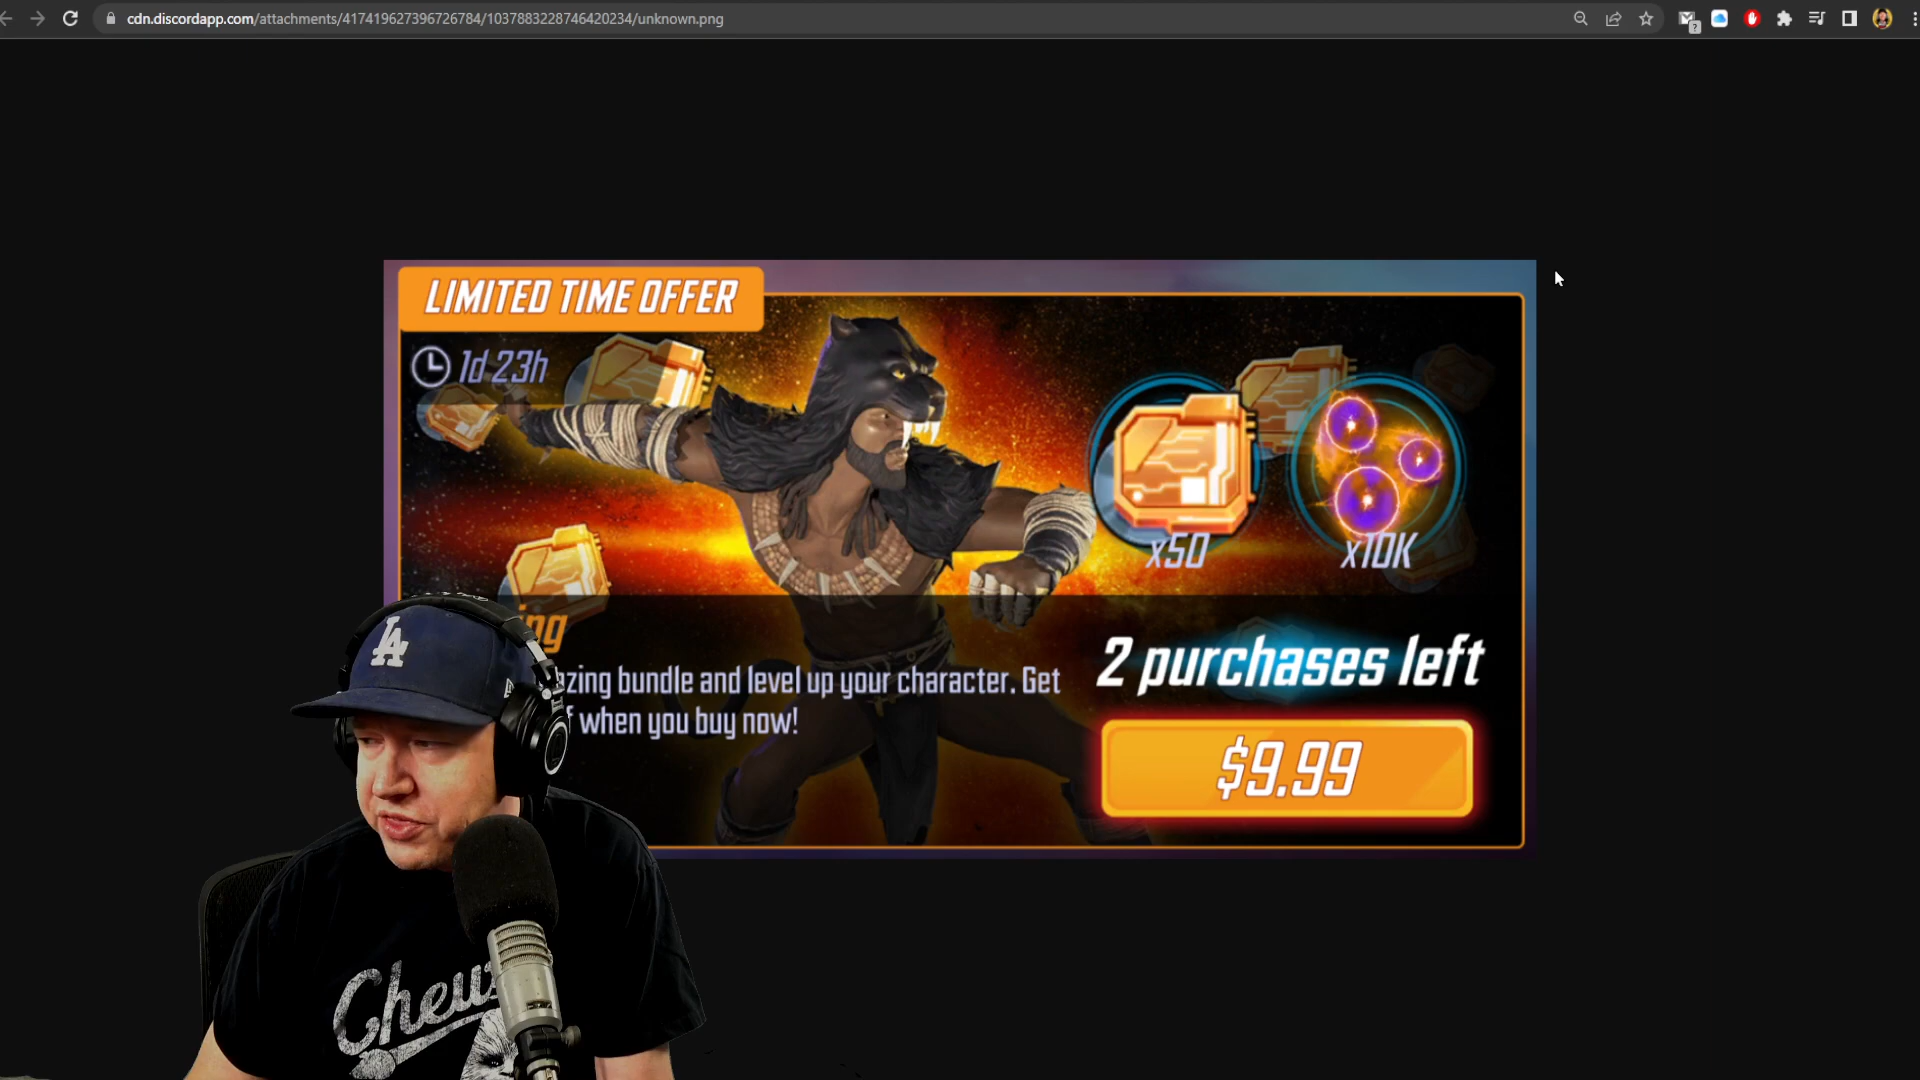 cdn.discordapp.com/attachments/417419627396726784/1037883228746420234/unknown.png
LIMITED TIME OFFER
1d 23h
x50 x10K
2 purchases left
bundle and level up your character. Get
when you buy now!
$9.99
LA